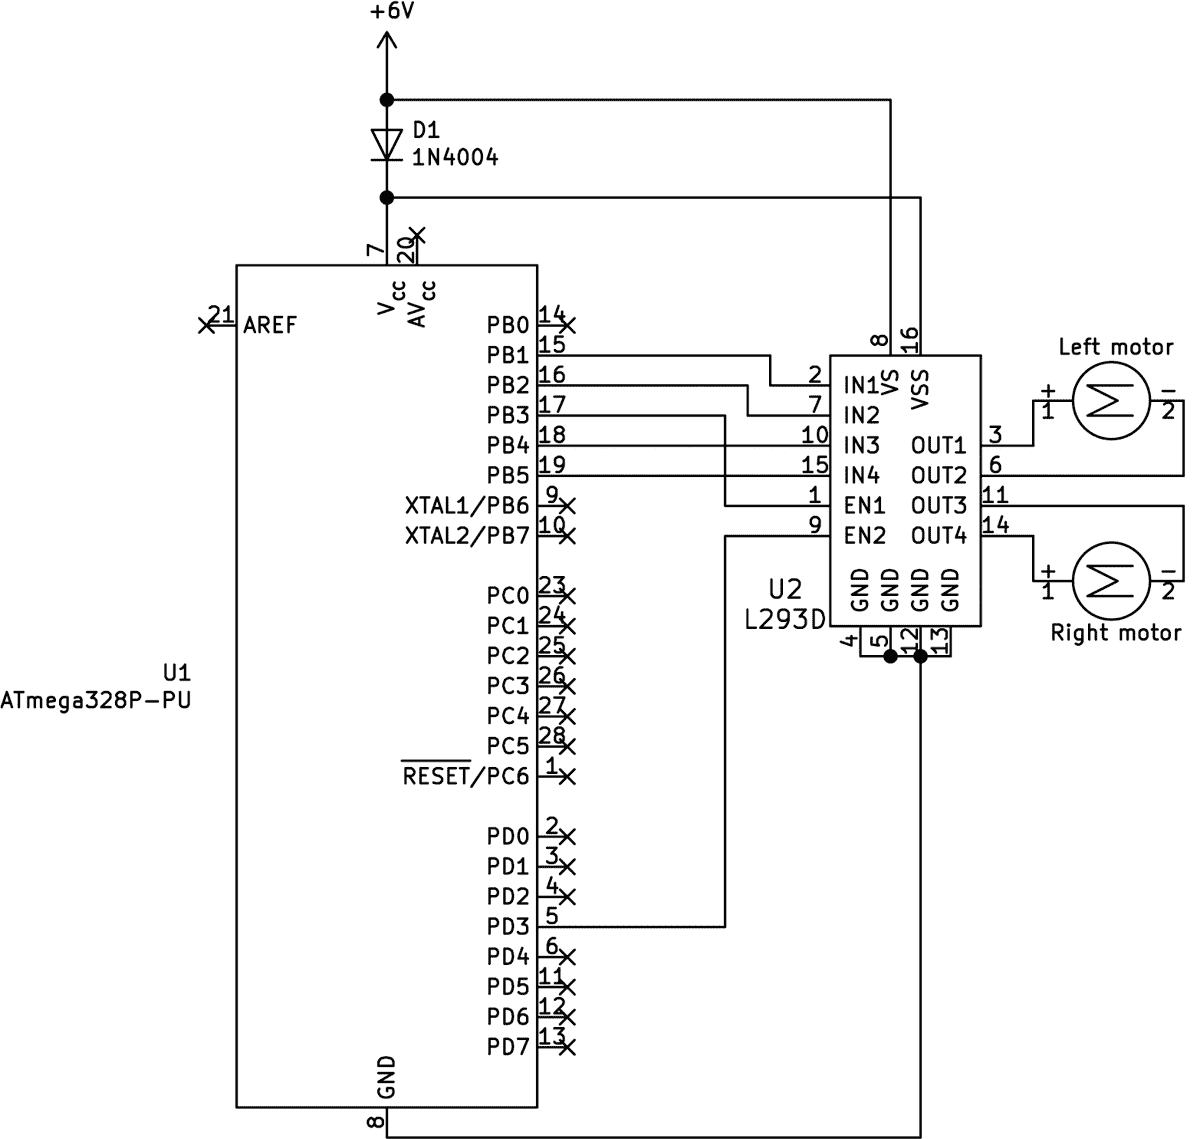 +6V
D1
1N4004
7
20
Vcc
AVcc
21
AREF
PB0 14
PB1 15
PB2 16
PB3 17
PB4 18
PB5 19
XTAL1/PB6 9
XTAL2/PB7 10
PC0 23
PC1 24
PC2 25
PC3 26
PC4 27
PC5 28
RESET/PC6 1
PD0 2
PD1 3
PD2 4
PD3 5
PD4 6
PD5 11
PD6 12
PD7 13
GND
8
U1
ATmega328P-PU
8
16
VS
VSS
2 IN1
7 IN2
10 IN3
15 IN4
1 EN1
9 EN2
OUT1 3
OUT2 6
OUT3 11
OUT4 14
GND GND GND GND
4 5 12 13
U2
L293D
Left motor
+ −
1 2
+ −
1 2
Right motor